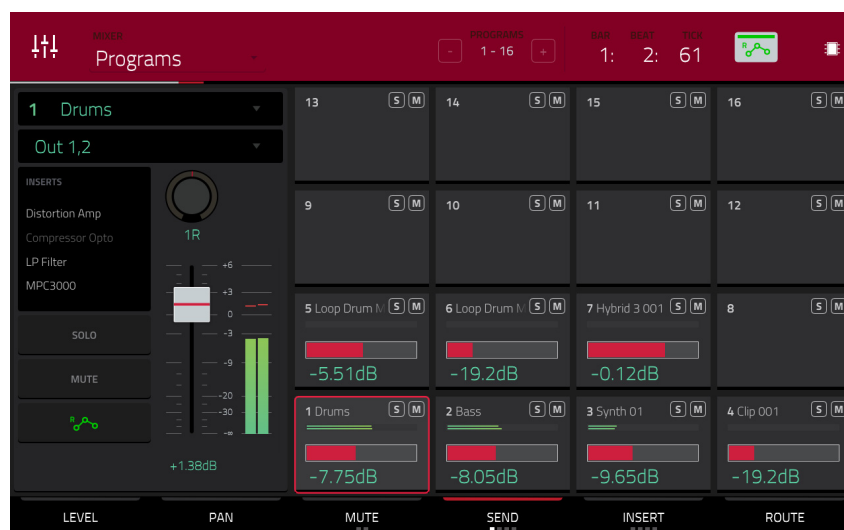 MIXER
Programs
PROGRAMS
- 1 - 16 +
BAR BEAT TICK
1: 2: 61
R
1 Drums
Out 1,2
INSERTS
Distortion Amp
Compressor Opto
LP Filter
MPC3000
1R
+6
+3
0
-3
-9
-20
-30
-∞
+1.38dB
SOLO
MUTE
R
13 S M
14 S M
15 S M
16 S M
9 S M
10 S M
11 S M
12 S M
5 Loop Drum M S M
-5.51dB
6 Loop Drum M S M
-19.2dB
7 Hybrid 3 001 S M
-0.12dB
8 S M
1 Drums S M
-7.75dB
2 Bass S M
-8.05dB
3 Synth 01 S M
-9.65dB
4 Clip 001 S M
-19.2dB
LEVEL PAN MUTE SEND INSERT ROUTE